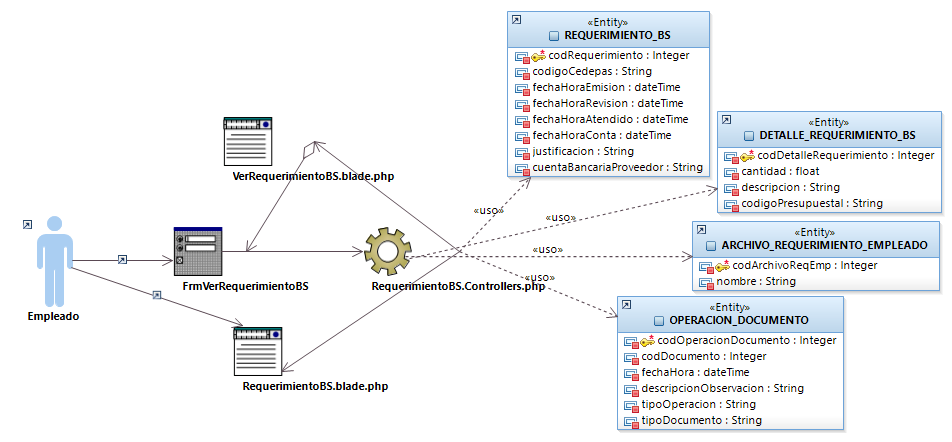 «Entity»
REQUERIMIENTO_BS
codRequerimiento : Integer
codigoCedepas : String
fechaHoraEmision : dateTime
fechaHoraRevision : dateTime
fechaHoraAtendido : dateTime
fechaHoraConta : dateTime
justificacion : String
cuentaBancariaProveedor : String
«Entity»
DETALLE_REQUERIMIENTO_BS
codDetalleRequerimiento : Integer
cantidad : float
descripcion : String
codigoPresupuestal : String
VerRequerimientoBS.blade.php
«uso»
«uso»
«uso»
«uso»
«Entity»
ARCHIVO_REQUERIMIENTO_EMPLEADO
codArchivoReqEmp : Integer
nombre : String
FrmVerRequerimientoBS
RequerimientoBS.Controllers.php
Empleado
«Entity»
OPERACION_DOCUMENTO
codOperacionDocumento : Integer
codDocumento : Integer
fechaHora : dateTime
descripcionObservacion : String
tipoOperacion : String
tipoDocumento : String
RequerimientoBS.blade.php